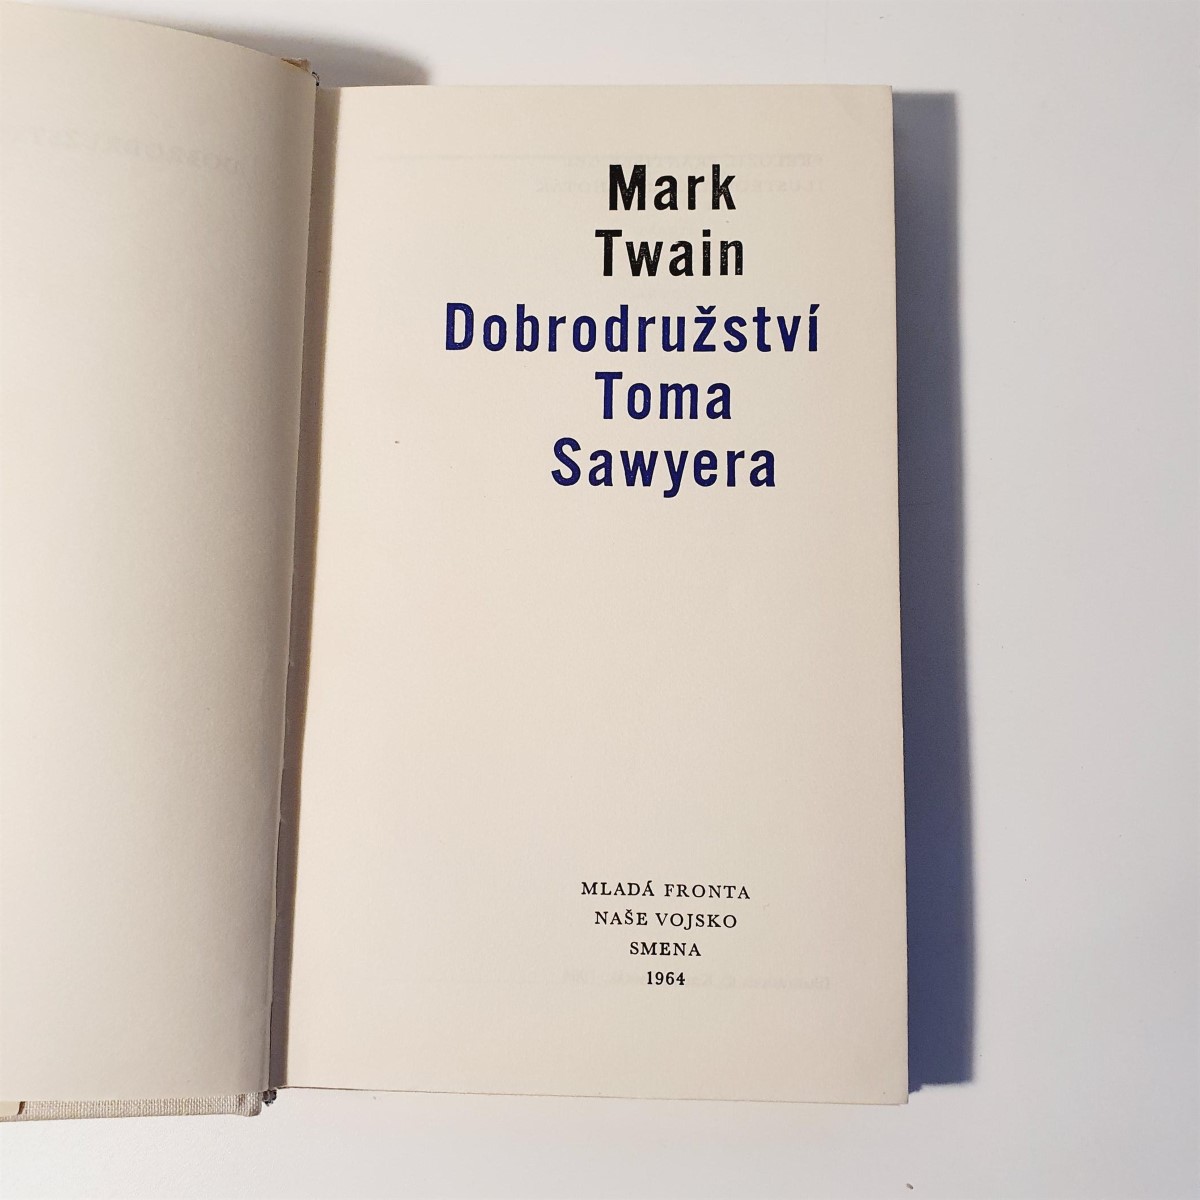 Mark
Twain
Dobrodružství
Toma
Sawyera
MLADÁ FRONTA
NAŠE VOJSKO
SMENA
1964